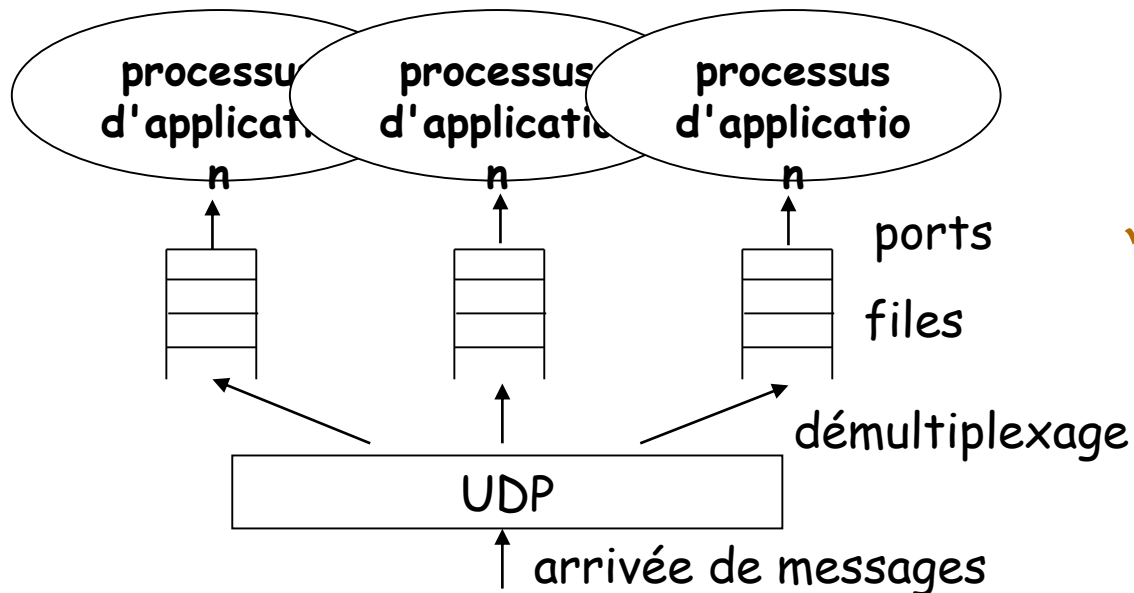 processus processus processus
d'applicati d'applicatio d'applicatio
n n n
ports
files
démultiplexage
UDP
arrivée de messages